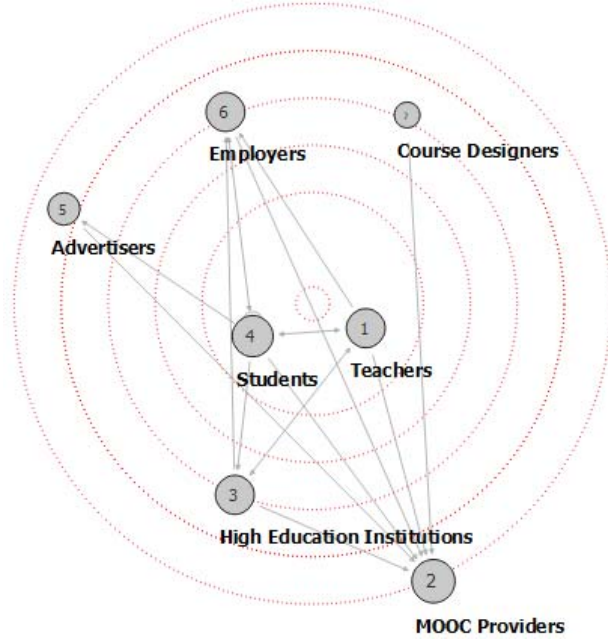 6
Employers
Course Designers
5
Advertisers
4
Students
1
Teachers
3
High Education Institutions
2
MOOC Providers